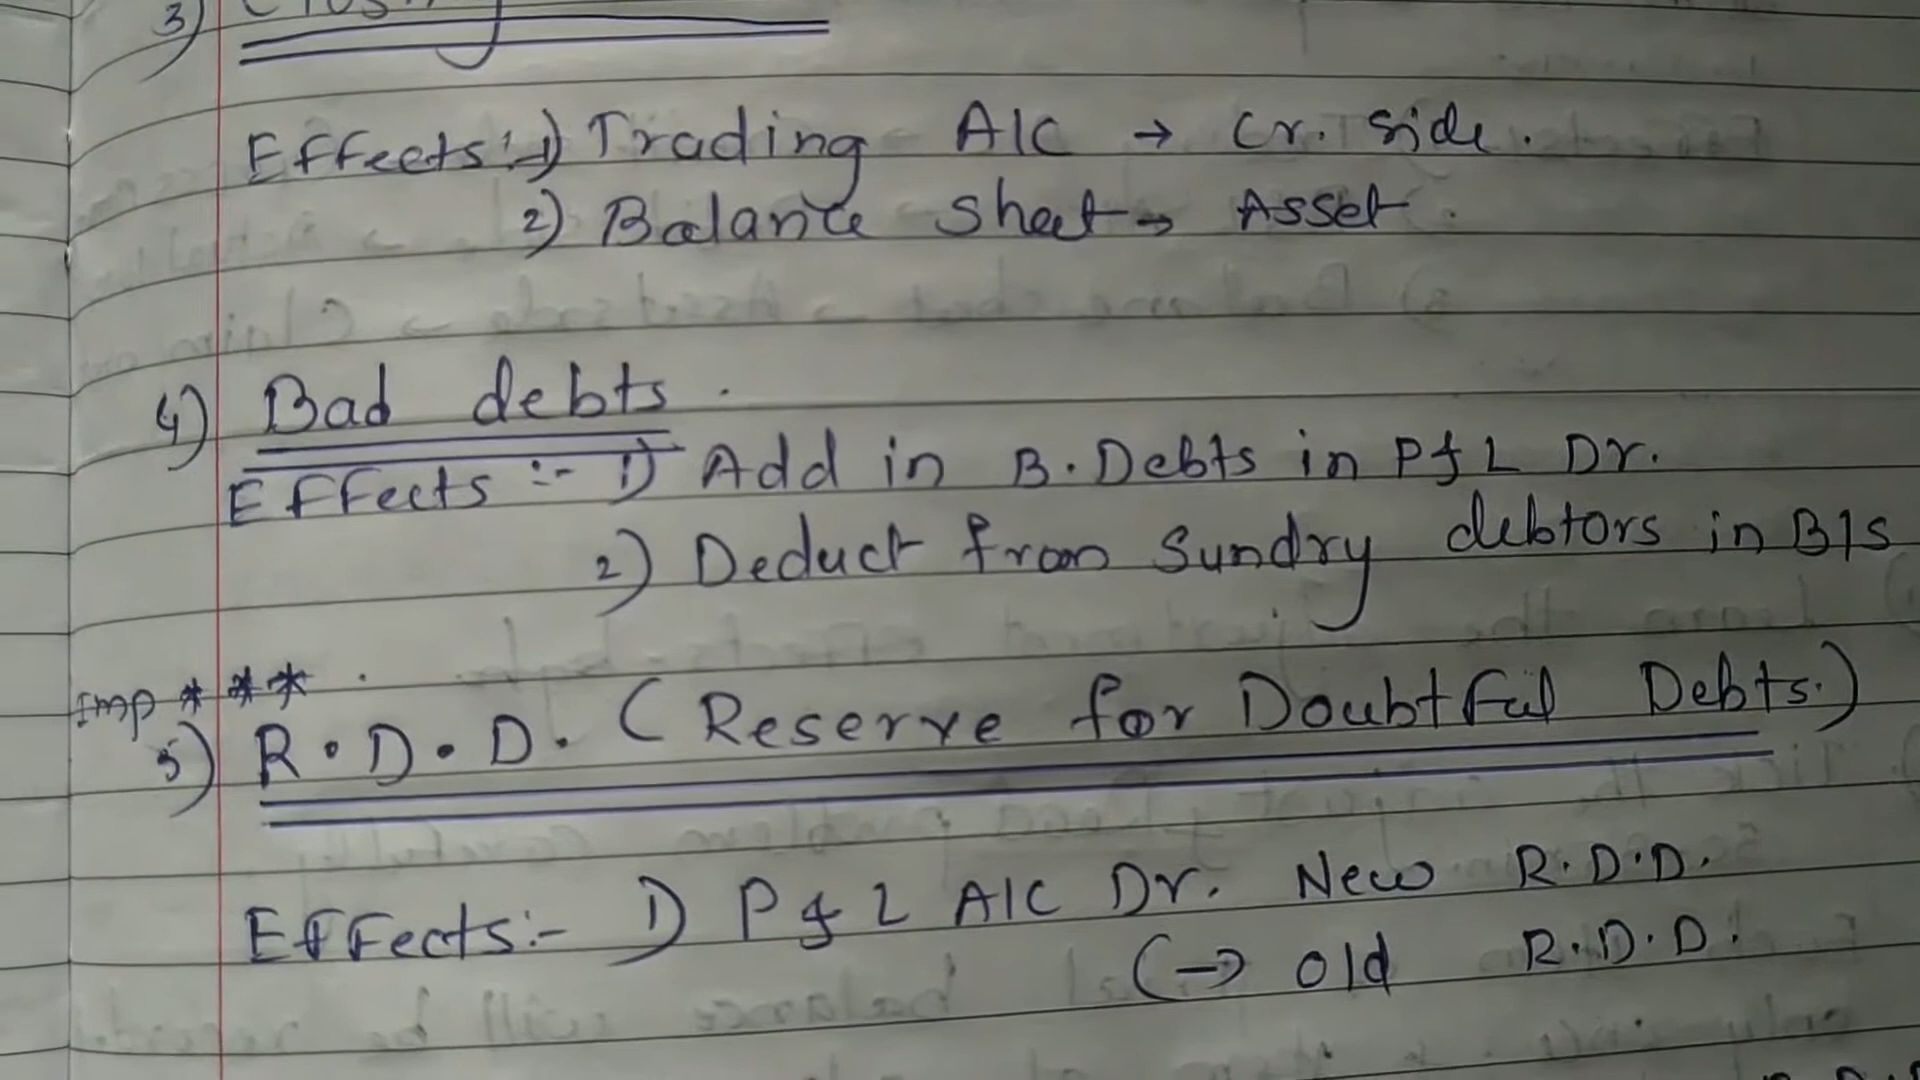 3)
Effects:- 1) Trading A/C → Cr. side.
2) Balance sheet → Asset.
4) Bad debts.
Effects :- 1) Add in B. Debts in P & L Dr.
2) Deduct from Sundry debtors in B/S
Imp * * *
5) R.D.D. (Reserve for Doubtful Debts.)
Effects:- 1) P & L A/C Dr. New R.D.D.
(-) old R.D.D.